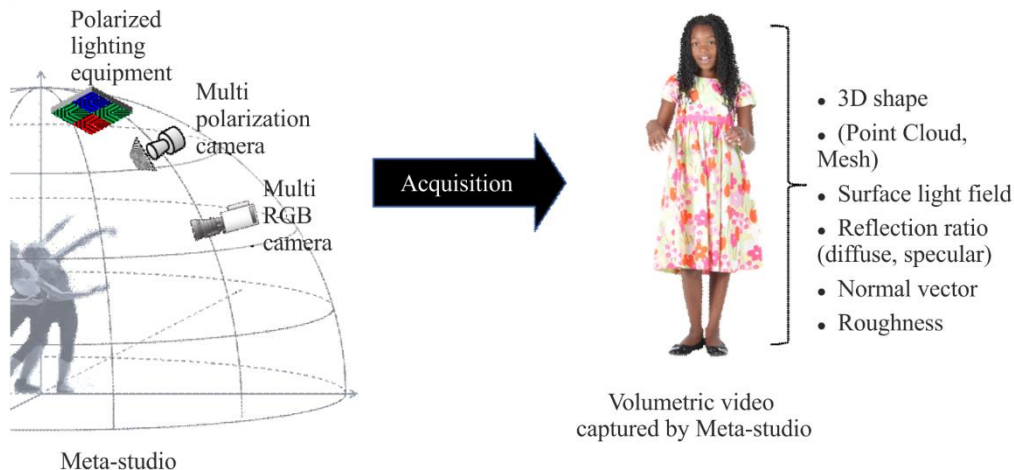 Polarized
lighting
equipment
Multi
polarization
camera
Multi
RGB
camera
Meta-studio
Acquisition
Volumetric video
captured by Meta-studio
• 3D shape
• (Point Cloud,
Mesh)
• Surface light field
• Reflection ratio
(diffuse, specular)
• Normal vector
• Roughness